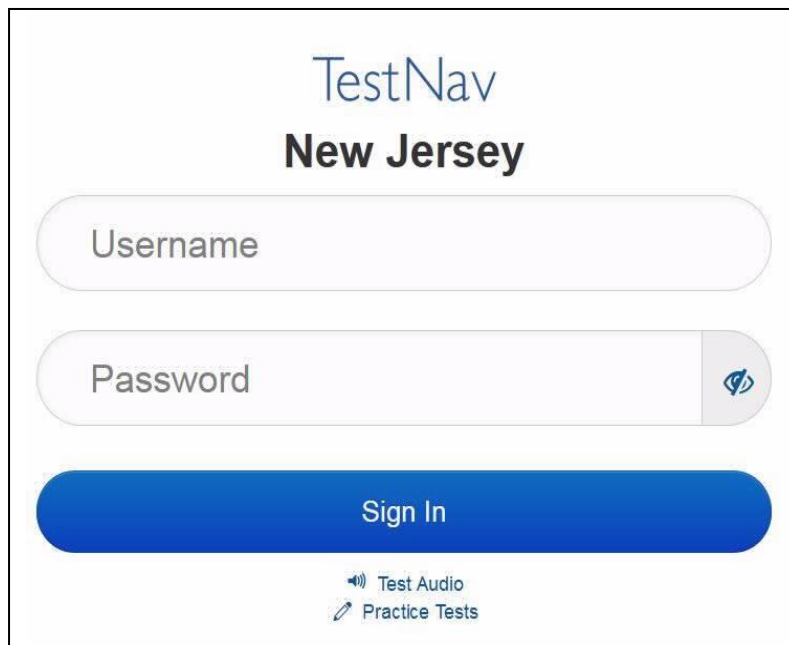 TestNav
New Jersey
Username
Password
Sign In
Test Audio
Practice Tests